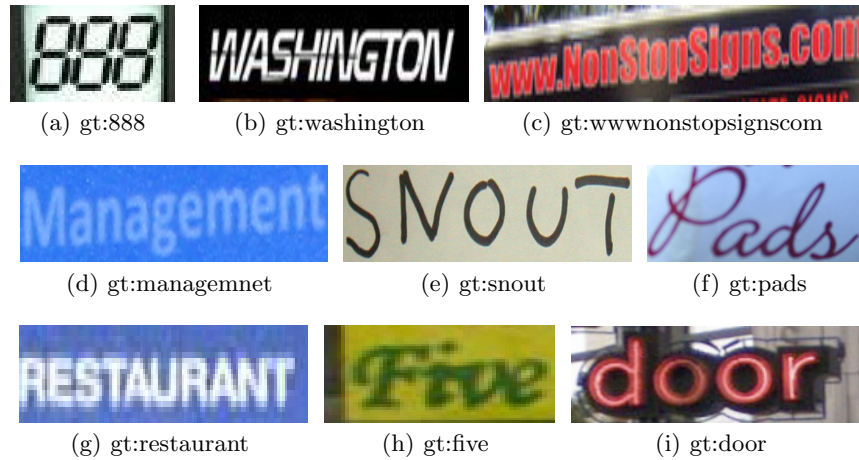 888 WASHINGTON www.NonStopSigns.com
(a) gt:888 (b) gt:washington (c) gt:wwwnonstopsignscom
Management SNOUT Pads
(d) gt:managemnet (e) gt:snout (f) gt:pads
RESTAURANT Five door
(g) gt:restaurant (h) gt:five (i) gt:door